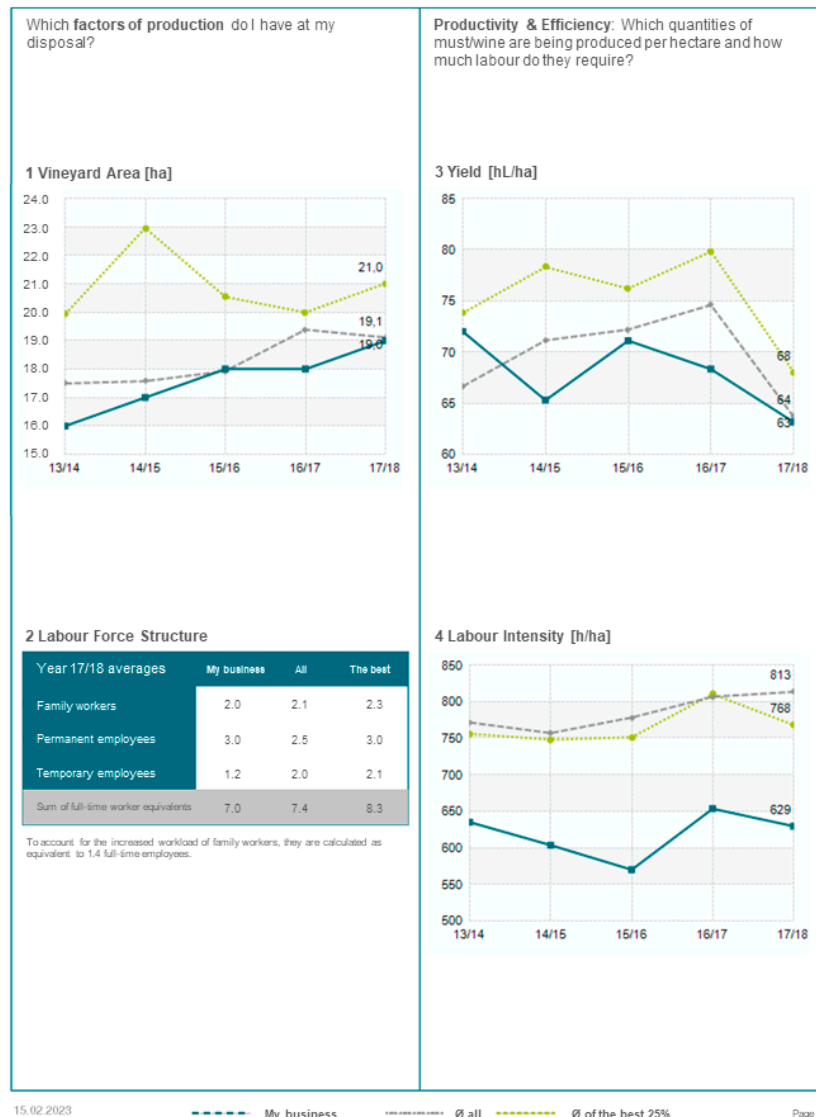 Which factors of production do I have at my
disposal?
1 Vineyard Area [ha]
24.0
23.0
22.0
21.0
20.0
19.0
18.0
17.0
16.0
15.0
21,0
19,1
19,0
13/14 14/15 15/16 16/17 17/18
2 Labour Force Structure
Year 17/18 averages My business All The best
Family workers 2.0 2.1 2.3
Permanent employees 3.0 2.5 3.0
Temporary employees 1.2 2.0 2.1
Sum of full-time worker equivalents 7.0 7.4 8.3
To account for the increased workload of family workers, they are calculated as
equivalent to 1.4 full-time employees.
Productivity & Efficiency: Which quantities of
must/wine are being produced per hectare and how
much labour do they require?
3 Yield [hL/ha]
85
80
75
70
65
60
68
64
63
13/14 14/15 15/16 16/17 17/18
4 Labour Intensity [h/ha]
850
800
750
700
650
600
550
500
813
768
629
13/14 14/15 15/16 16/17 17/18
15.02.2023 My business Ø all Ø of the best 25% Page